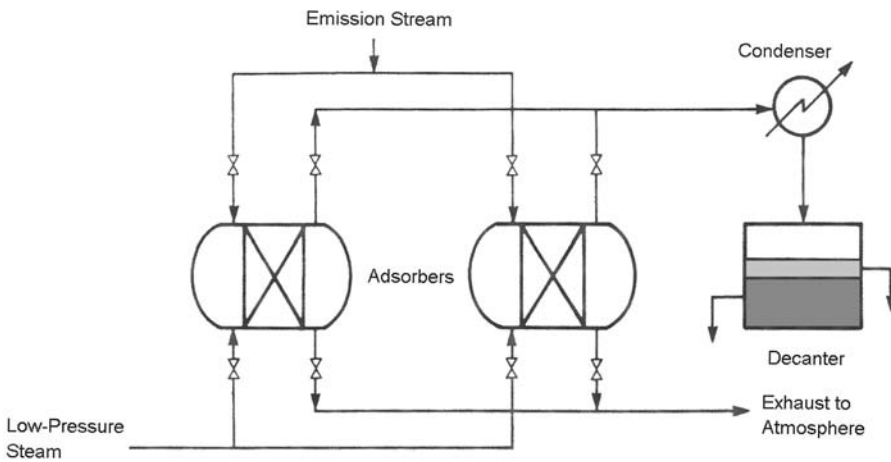 Emission Stream
Condenser
Adsorbers
Decanter
Low-Pressure
Steam
Exhaust to
Atmosphere